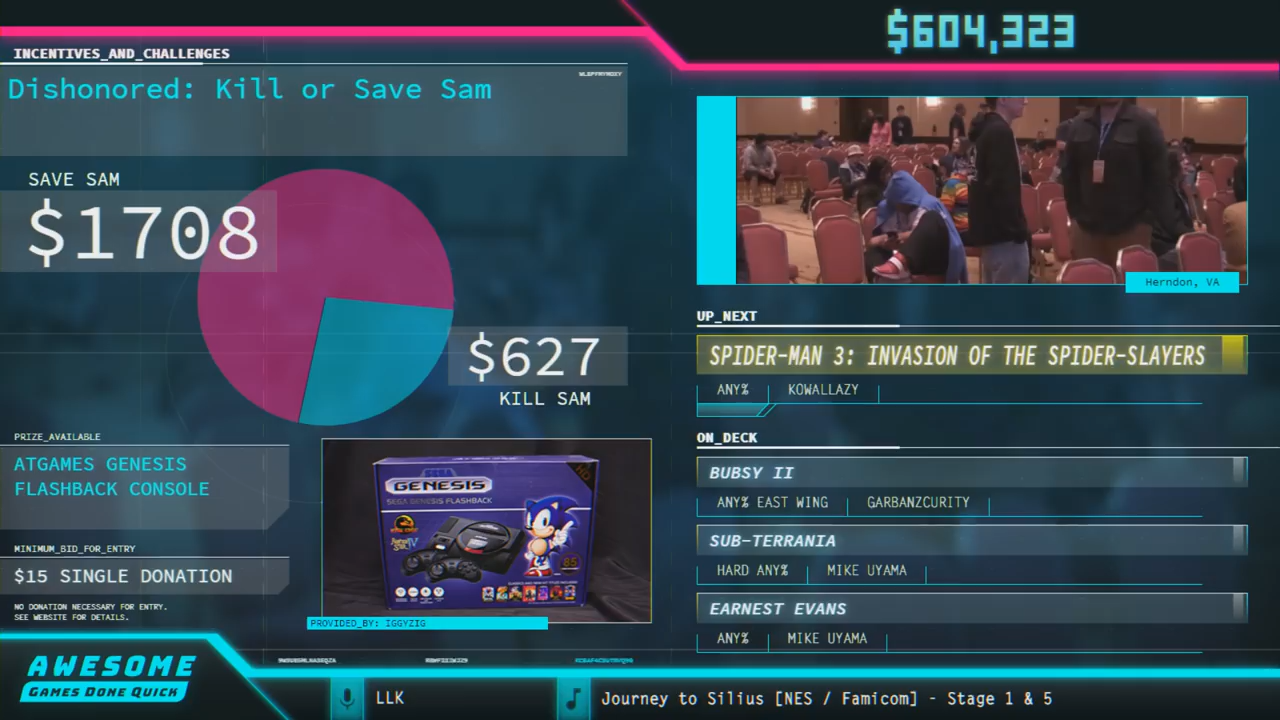 $604,323
INCENTIVES_AND_CHALLENGES
Dishonored: Kill or Save Sam
SAVE SAM
$1708
$627
KILL SAM
PRIZE_AVAILABLE
ATGAMES GENESIS
FLASHBACK CONSOLE
MINIMUM_BID_FOR_ENTRY
$15 SINGLE DONATION
NO DONATION NECESSARY FOR ENTRY.
SEE WEBSITE FOR DETAILS.
SEGA
GENESIS
SEGA GENESIS FLASHBACK
HD
85
PROVIDED_BY: IGGYZIG
Herndon, VA
UP_NEXT
SPIDER-MAN 3: INVASION OF THE SPIDER-SLAYERS
ANY% KOWALLAZY
ON_DECK
BUBSY II
ANY% EAST WING GARBANZCURITY
SUB-TERRANIA
HARD ANY% MIKE UYAMA
EARNEST EVANS
ANY% MIKE UYAMA
AWESOME
GAMES DONE QUICK
LLK
Journey to Silius [NES / Famicom] - Stage 1 & 5